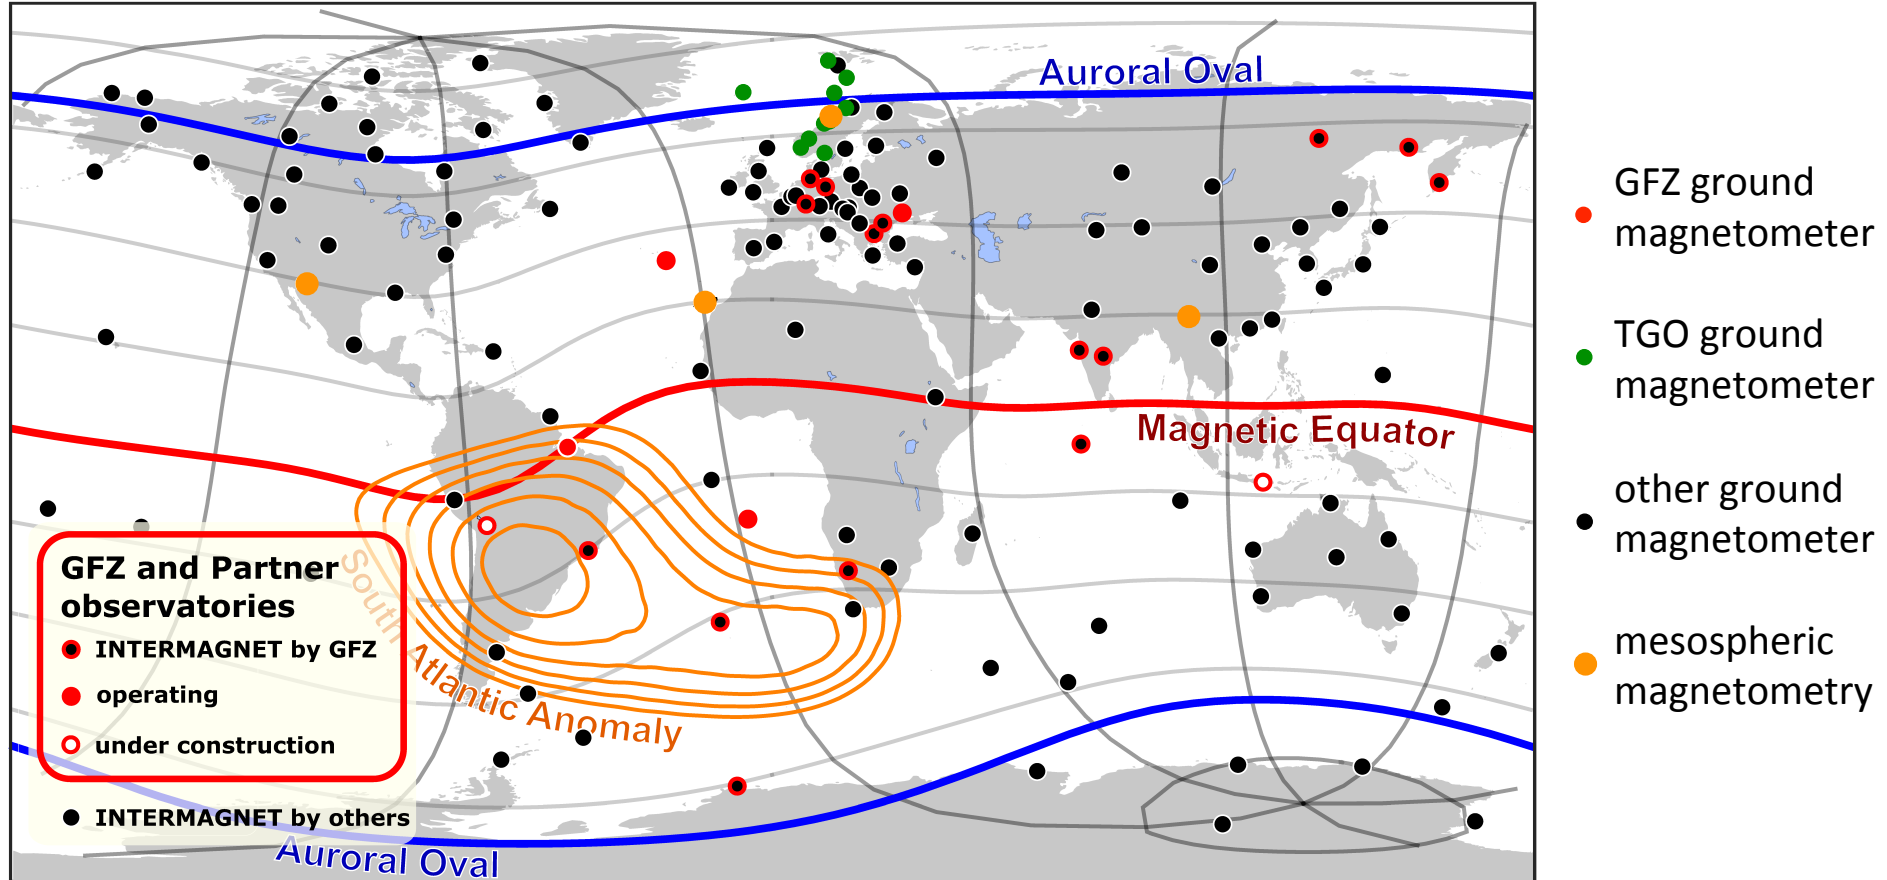 Auroral Oval
Magnetic Equator
South Atlantic Anomaly
GFZ and Partner
observatories
INTERMAGNET by GFZ
operating
under construction
INTERMAGNET by others
Auroral Oval
GFZ ground
magnetometer
TGO ground
magnetometer
other ground
magnetometer
mesospheric
magnetometry